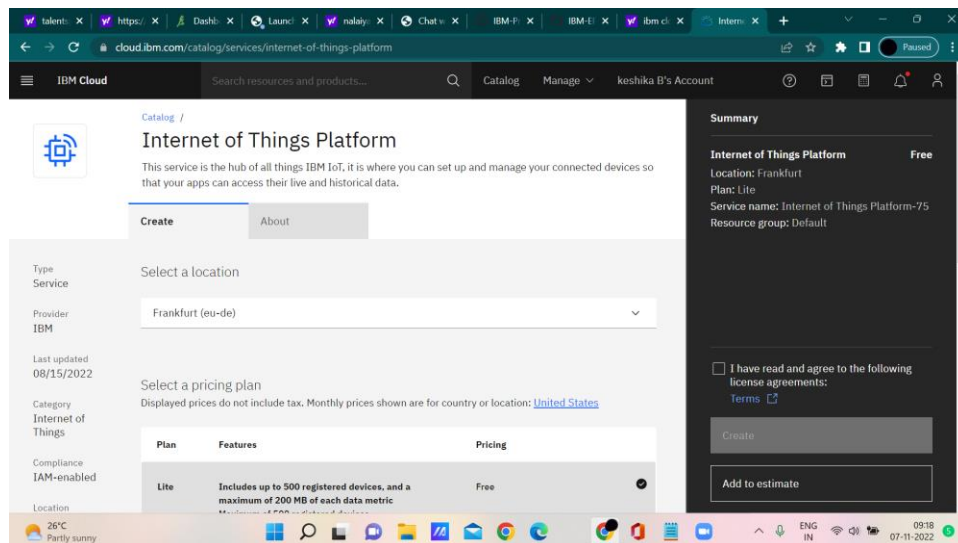 talents
https:/
Dashb
Launch
nalaiy
Chat w
IBM-P
IBM-E
ibm cl
Intern
cloud.ibm.com/catalog/services/internet-of-things-platform
Paused
IBM Cloud
Search resources and products...
Catalog
Manage
keshika B's Account
Catalog /
Internet of Things Platform
This service is the hub of all things IBM IoT, it is where you can set up and manage your connected devices so
that your apps can access their live and historical data.
Create
About
Type
Service
Provider
IBM
Last updated
08/15/2022
Category
Internet of
Things
Compliance
IAM-enabled
Location
Select a location
Frankfurt (eu-de)
Select a pricing plan
Displayed prices do not include tax. Monthly prices shown are for country or location: United States
Plan Features Pricing
Lite Includes up to 500 registered devices, and a Free
maximum of 200 MB of each data metric
Maximum of 500 registered devices
Summary
Internet of Things Platform Free
Location: Frankfurt
Plan: Lite
Service name: Internet of Things Platform-75
Resource group: Default
I have read and agree to the following
license agreements:
Terms
Create
Add to estimate
26°C
Partly sunny
ENG
IN
09:18
07-11-2022